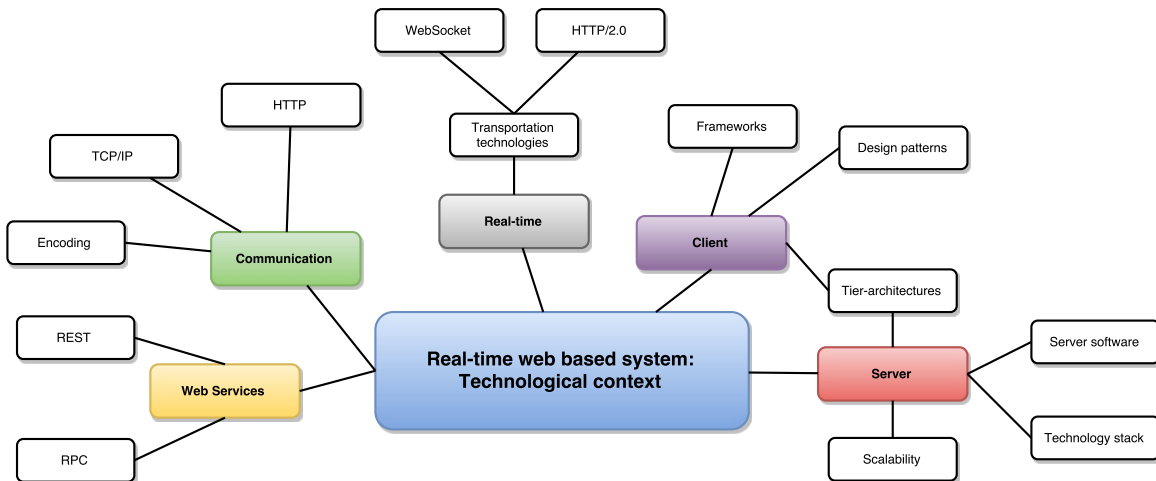 WebSocket
HTTP/2.0
HTTP
Transportation
technologies
Frameworks
Design patterns
TCP/IP
Real-time
Client
Encoding
Communication
Tier-architectures
REST
Real-time web based system:
Technological context
Server software
Web Services
Server
RPC
Scalability
Technology stack